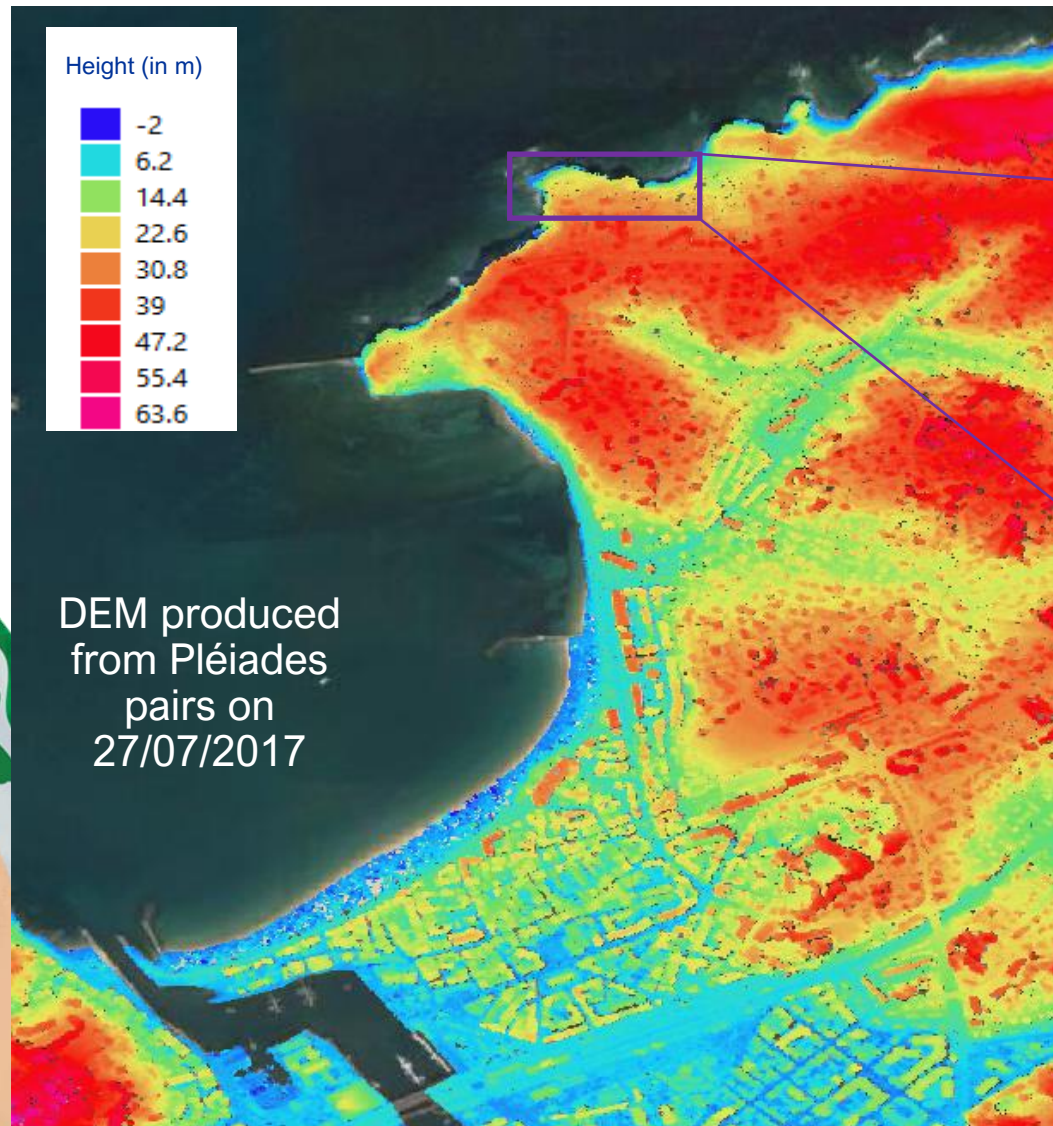 Height (in m)
-2
6.2
14.4
22.6
30.8
39
47.2
55.4
63.6
DEM produced
from Pléiades
pairs on
27/07/2017